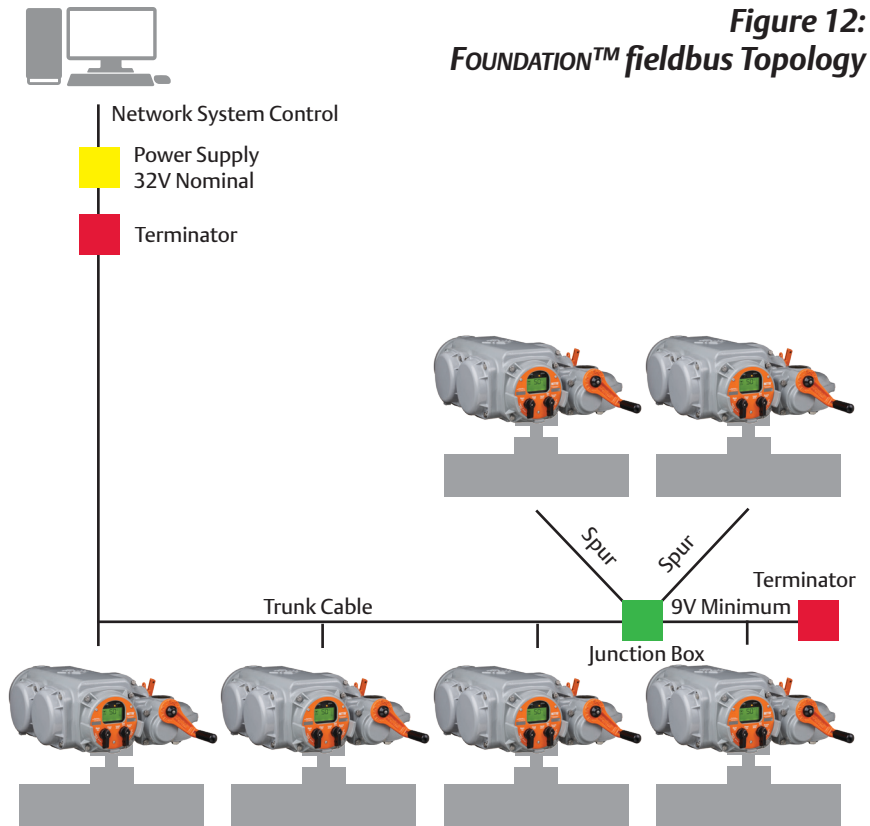 Figure 12:
FOUNDATION™ fieldbus Topology
Network System Control
Power Supply
32V Nominal
Terminator
Spur
Spur
Terminator
Trunk Cable
9V Minimum
Junction Box